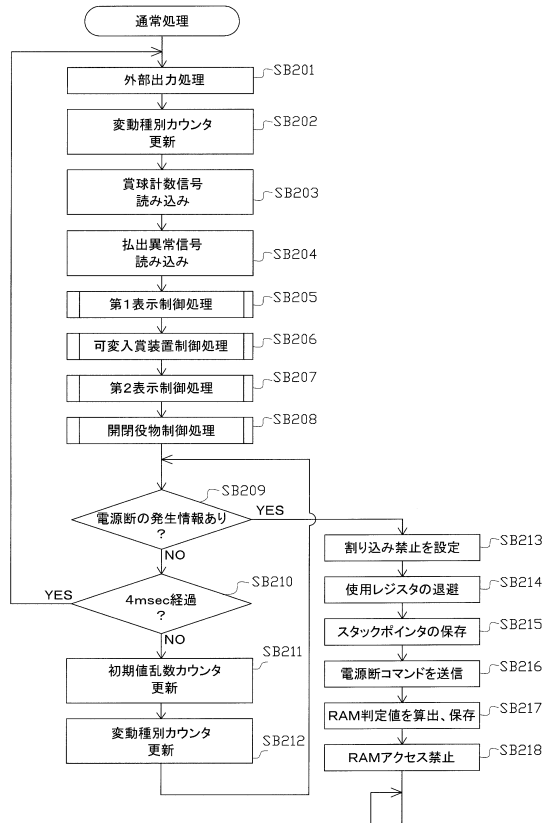 通常処理
外部出力処理
SB201
変動種別カウンタ
更新
SB202
賞球計数信号
読み込み
SB203
払出異常信号
読み込み
SB204
第1表示制御処理
SB205
可変入賞装置制御処理
SB206
第2表示制御処理
SB207
開閉役物制御処理
SB208
電源断の発生情報あり
?
SB209
YES
NO
4msec経過
?
SB210
YES
NO
初期値乱数カウンタ
更新
SB211
変動種別カウンタ
更新
SB212
割り込み禁止を設定
SB213
使用レジスタの退避
SB214
スタックポインタの保存
SB215
電源断コマンドを送信
SB216
RAM判定値を算出、保存
SB217
RAMアクセス禁止
SB218